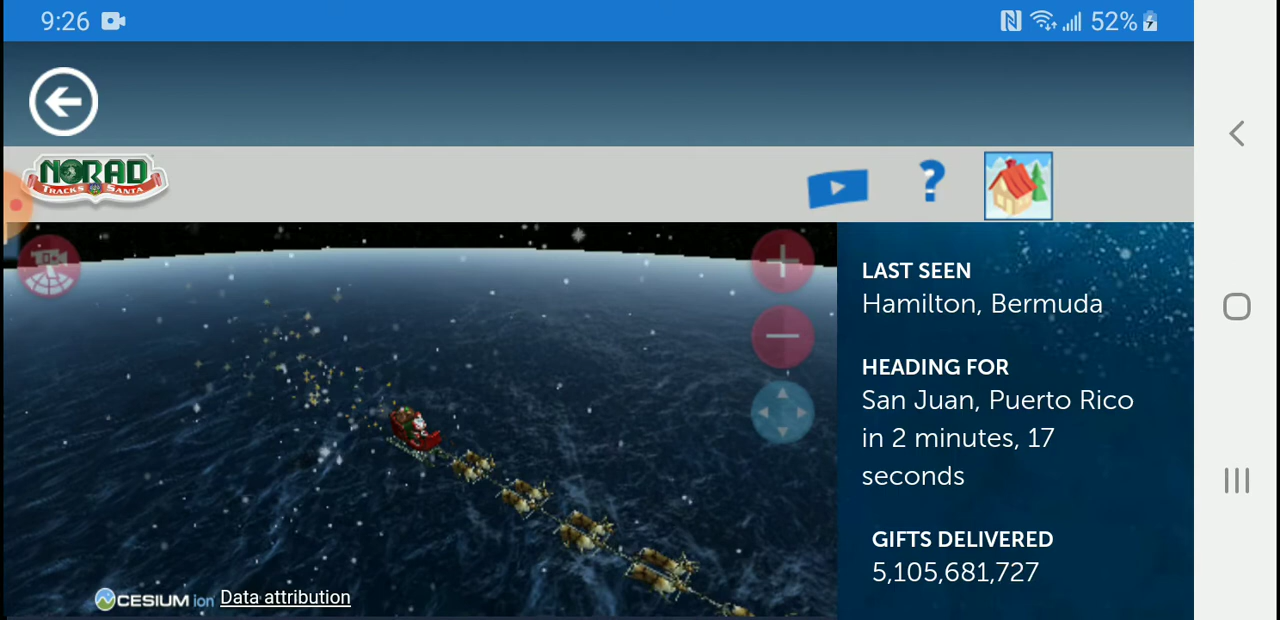 9:26
52%
NORAD
TRACKS SANTA
?
LAST SEEN
Hamilton, Bermuda
HEADING FOR
San Juan, Puerto Rico
in 2 minutes, 17
seconds
GIFTS DELIVERED
5,105,681,727
CESIUM ion Data attribution